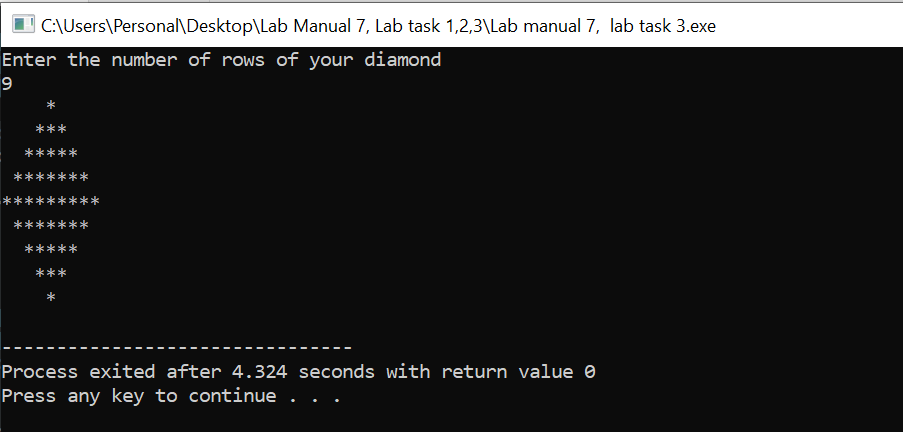 C:\Users\Personal\Desktop\Lab Manual 7, Lab task 1,2,3\Lab manual 7,  lab task 3.exe
Enter the number of rows of your diamond
9
    *
   ***
  *****
 *******
*********
 *******
  *****
   ***
    *

--------------------------------
Process exited after 4.324 seconds with return value 0
Press any key to continue . . .